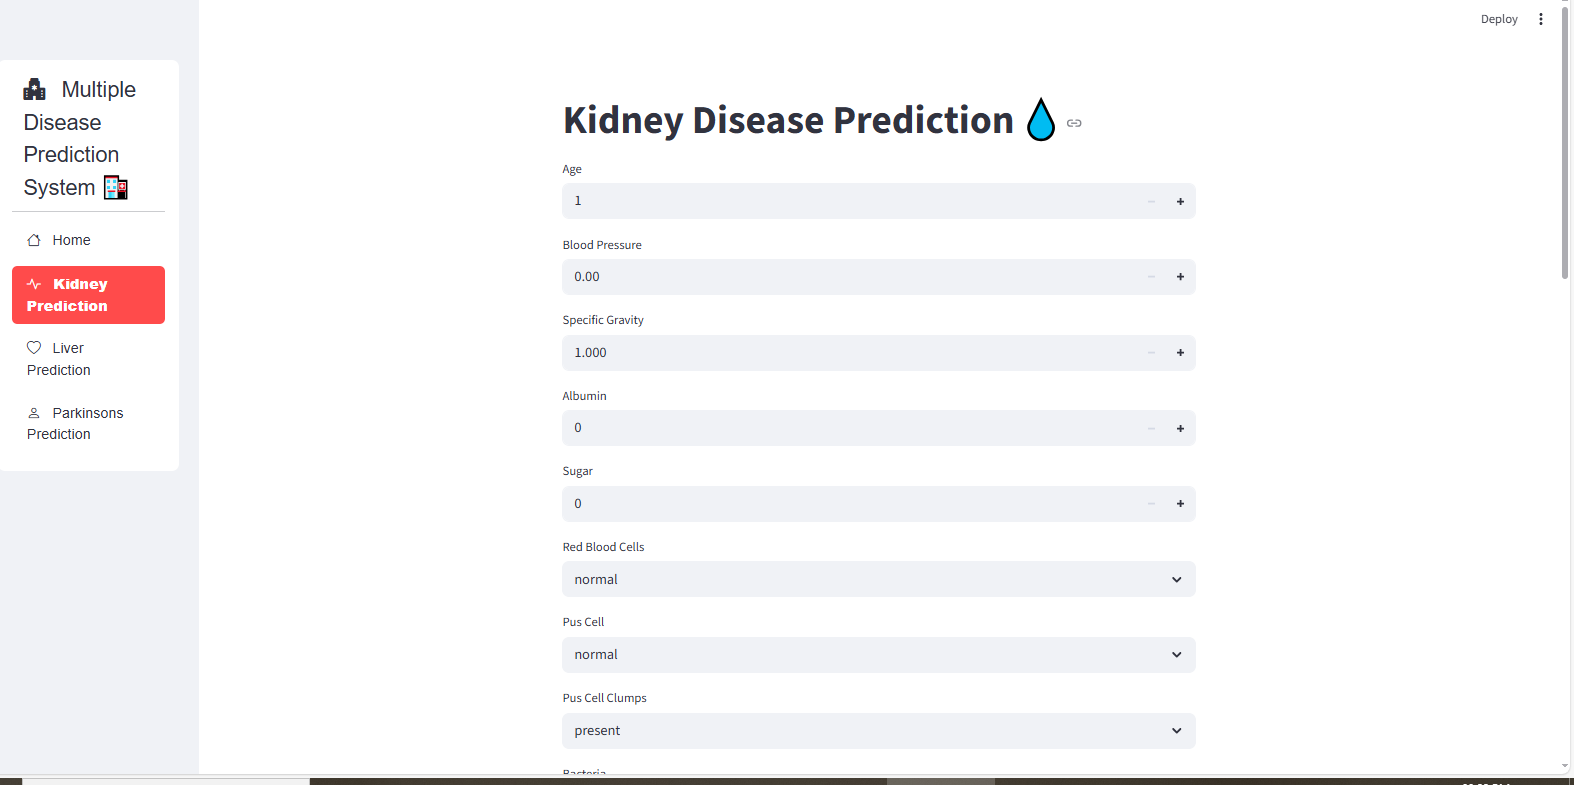 Deploy
Multiple
Disease
Prediction
System
Home
Kidney
Prediction
Liver
Prediction
Parkinsons
Prediction
Kidney Disease Prediction
Age
1
Blood Pressure
0.00
Specific Gravity
1.000
Albumin
0
Sugar
0
Red Blood Cells
normal
Pus Cell
normal
Pus Cell Clumps
present
Bacteria